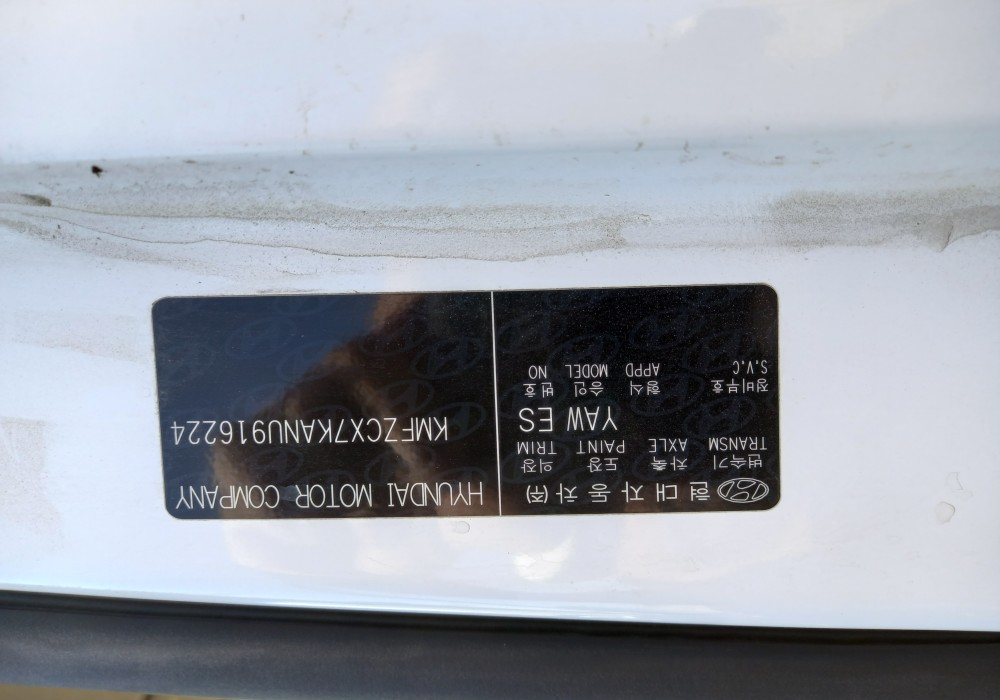 현대자동차(주)
변속기 차축 도장 의장
TRANSM AXLE PAINT TRIM
YAW ES
정비부호 형식 승인 번호
S.V.C APPD MODEL NO
HYUNDAI MOTOR COMPANY
KMFZCX7KANU916224